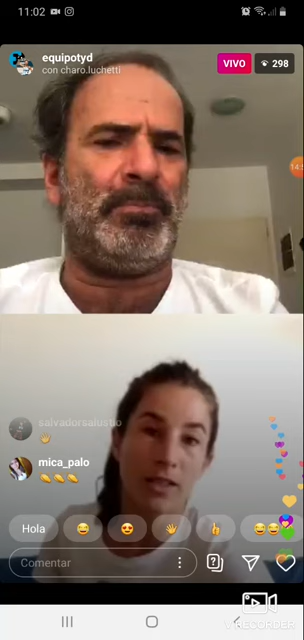 11:02
equipotyd
con charo.luchetti
VIVO
298
salvadorsalustio
mica_palo
Hola
Comentar
RECORDER